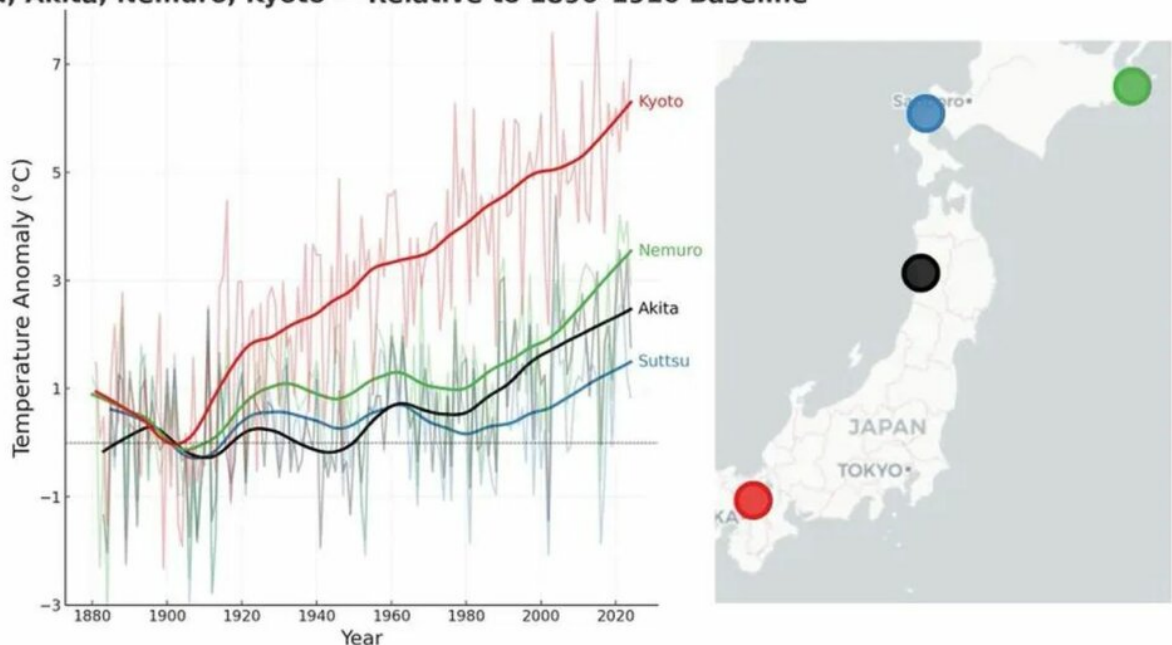 Akita, Nemuro, Kyoto — Relative to 1890–1910 Baseline
Temperature Anomaly (°C)
7
5
3
1
−1
−3
1880 1900 1920 1940 1960 1980 2000 2020
Year
Kyoto
Nemuro
Akita
Suttsu
JAPAN
TOKYO
KA